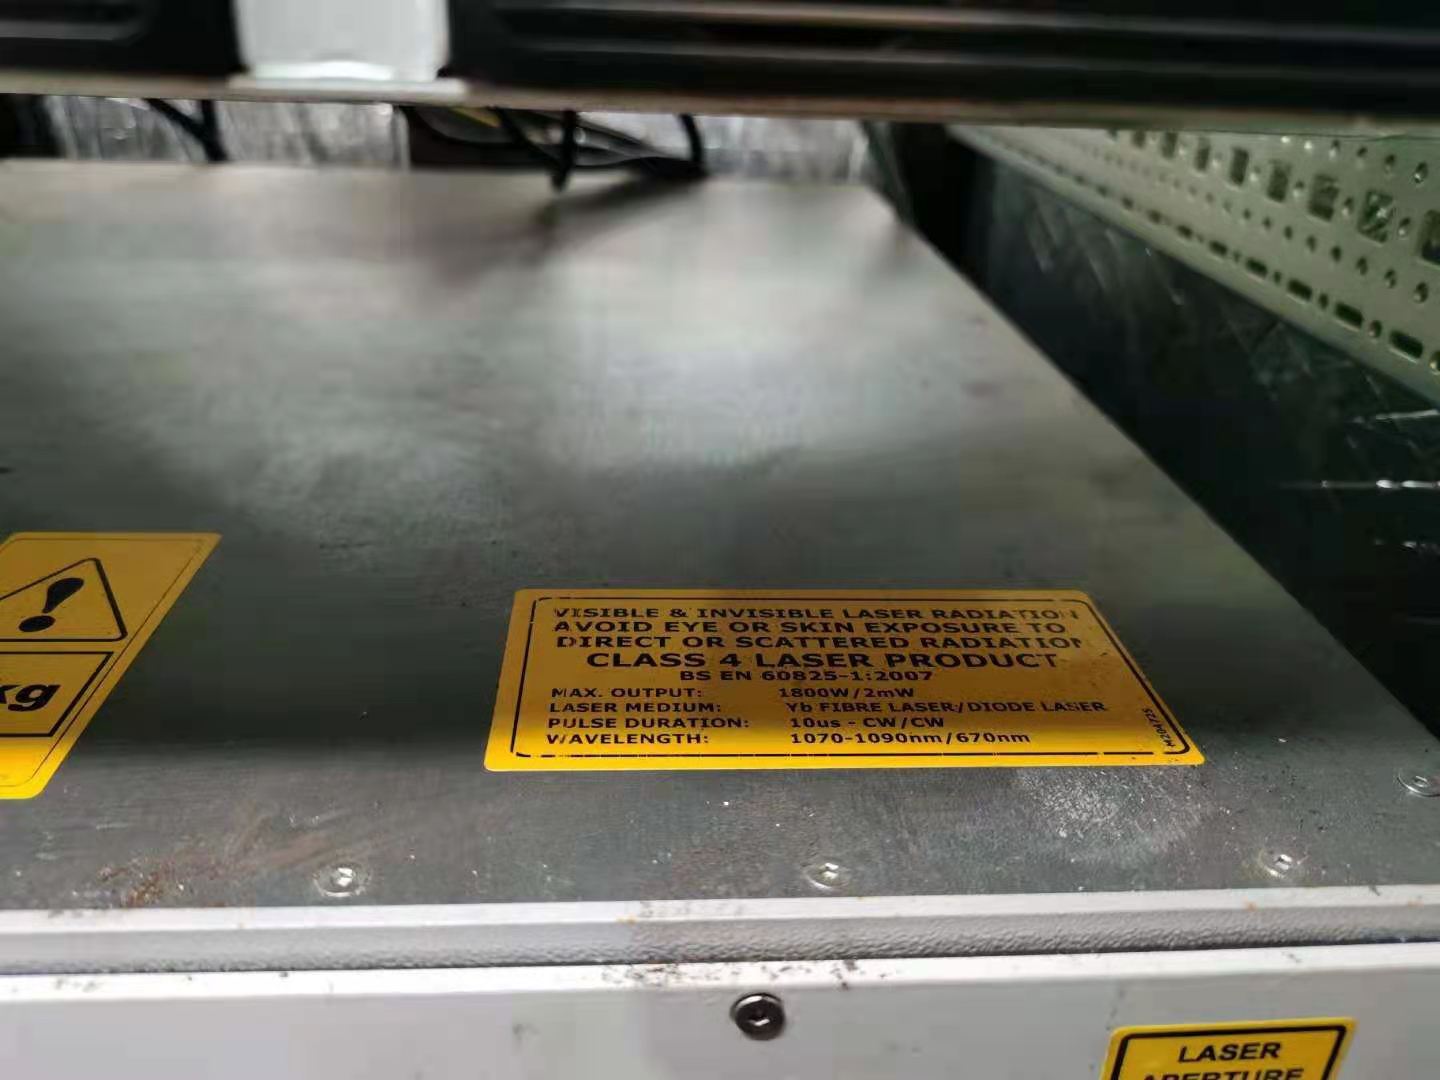 kg
VISIBLE & INVISIBLE LASER RADIATION
AVOID EYE OR SKIN EXPOSURE TO
DIRECT OR SCATTERED RADIATION
CLASS 4 LASER PRODUCT
BS EN 60825-1:2007
MAX. OUTPUT: 1800W/2mW
LASER MEDIUM: Yb FIBRE LASER/DIODE LASER
PULSE DURATION: 10us - CW/CW
WAVELENGTH: 1070-1090nm/670nm
M204725
LASER
APERTURE